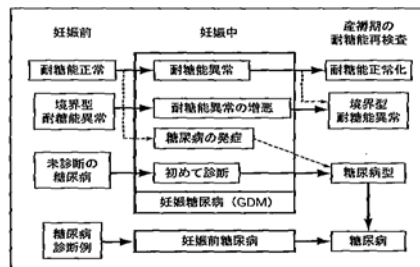 妊娠前
妊娠中
産褥期の
耐糖能再検査
耐糖能正常
耐糖能異常
耐糖能正常化
境界型
耐糖能異常
耐糖能異常の増悪
境界型
耐糖能異常
糖尿病の発症
未診断の
糖尿病
初めて診断
糖尿病型
妊娠糖尿病（GDM）
糖尿病
診断例
妊娠前糖尿病
糖尿病